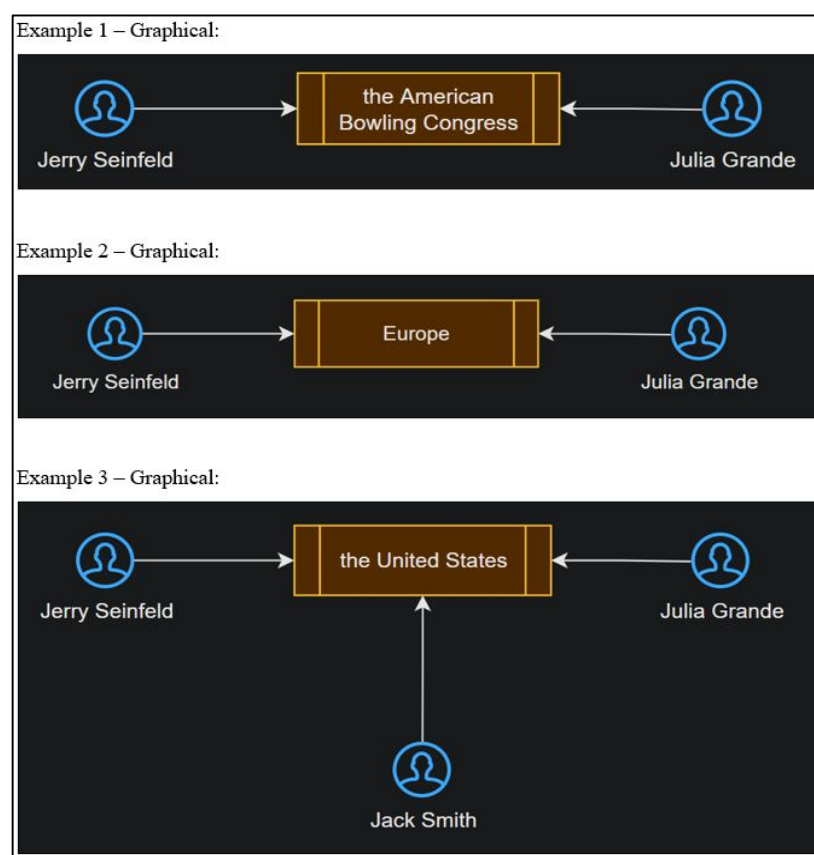 Example 1 – Graphical:
the American
Bowling Congress
Jerry Seinfeld
Julia Grande
Example 2 – Graphical:
Europe
Jerry Seinfeld
Julia Grande
Example 3 – Graphical:
the United States
Jerry Seinfeld
Julia Grande
Jack Smith